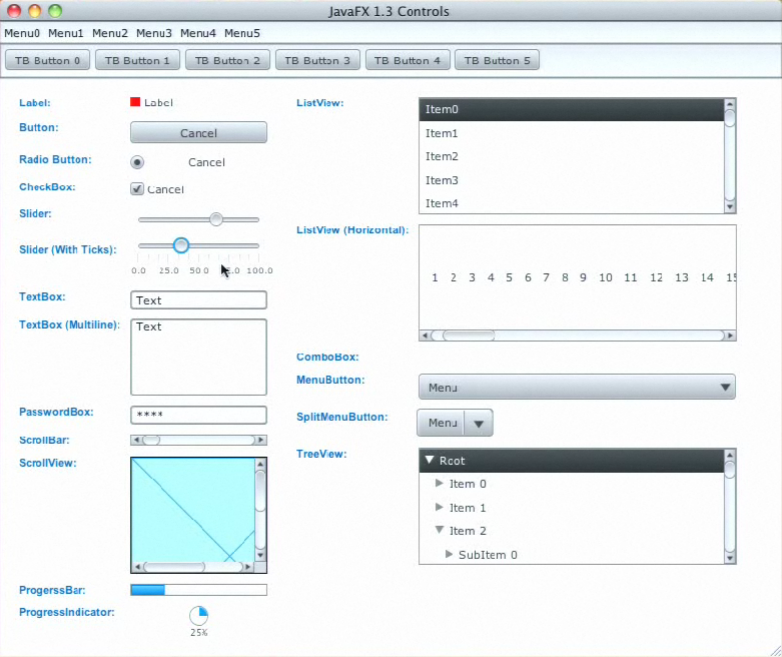 JavaFX 1.3 Controls
Menu0 Menu1 Menu2 Menu3 Menu4 Menu5
TB Button 0 TB Button 1 TB Button 2 TB Button 3 TB Button 4 TB Button 5
Label: Label
Button: Cancel
Radio Button: Cancel
CheckBox: Cancel
Slider:
Slider (With Ticks):
0.0 25.0 50.0 100.0
TextBox: Text
TextBox (Multiline): Text
PasswordBox: ****
ScrollBar:
ScrollView:
ProgerssBar:
ProgressIndicator:
25%
ListView: Item0
Item1
Item2
Item3
Item4
ListView (Horizontal):
1 2 3 4 5 6 7 8 9 10 11 12 13 14 15
ComboBox:
MenuButton: Menu
SplitMenuButton: Menu
TreeView: Root
Item 0
Item 1
Item 2
SubItem 0